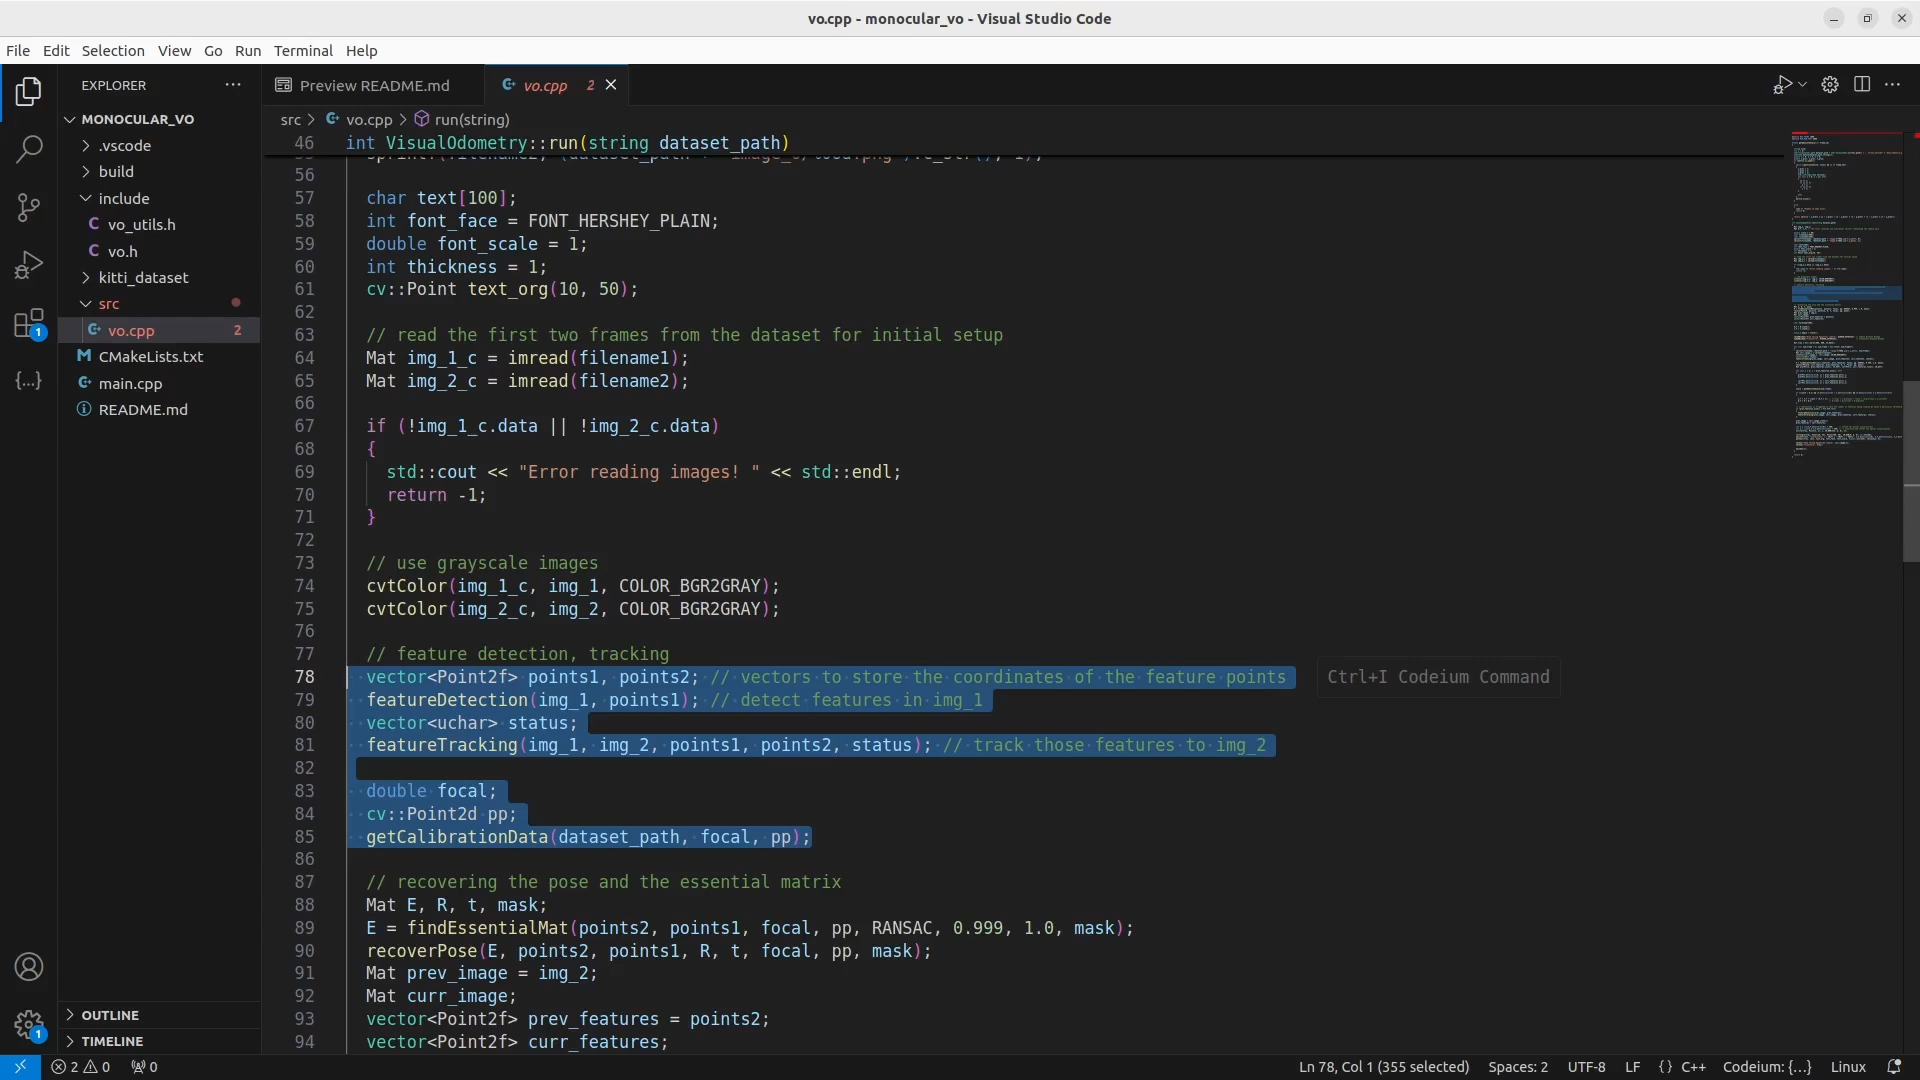 vo.cpp - monocular_vo - Visual Studio Code
File Edit Selection View Go Run Terminal Help
EXPLORER
MONOCULAR_VO
.vscode
build
include
C vo_utils.h
C vo.h
kitti_dataset
src
vo.cpp 2
M CMakeLists.txt
main.cpp
README.md
OUTLINE
TIMELINE
1
1
Preview README.md
vo.cpp 2
src > vo.cpp > run(string)
46 int VisualOdometry::run(string dataset_path)
56
57 char text[100];
58 int font_face = FONT_HERSHEY_PLAIN;
59 double font_scale = 1;
60 int thickness = 1;
61 cv::Point text_org(10, 50);
62
63 // read the first two frames from the dataset for initial setup
64 Mat img_1_c = imread(filename1);
65 Mat img_2_c = imread(filename2);
66
67 if (!img_1_c.data || !img_2_c.data)
68 {
69 std::cout << "Error reading images! " << std::endl;
70 return -1;
71 }
72
73 // use grayscale images
74 cvtColor(img_1_c, img_1, COLOR_BGR2GRAY);
75 cvtColor(img_2_c, img_2, COLOR_BGR2GRAY);
76
77 // feature detection, tracking
78 vector<Point2f> points1, points2; // vectors to store the coordinates of the feature points
Ctrl+I Codeium Command
79 featureDetection(img_1, points1); // detect features in img_1
80 vector<uchar> status;
81 featureTracking(img_1, img_2, points1, points2, status); // track those features to img_2
82
83 double focal;
84 cv::Point2d pp;
85 getCalibrationData(dataset_path, focal, pp);
86
87 // recovering the pose and the essential matrix
88 Mat E, R, t, mask;
89 E = findEssentialMat(points2, points1, focal, pp, RANSAC, 0.999, 1.0, mask);
90 recoverPose(E, points2, points1, R, t, focal, pp, mask);
91 Mat prev_image = img_2;
92 Mat curr_image;
93 vector<Point2f> prev_features = points2;
94 vector<Point2f> curr_features;
2 0 0
Ln 78, Col 1 (355 selected) Spaces: 2 UTF-8 LF {} C++ Codeium: {...} Linux